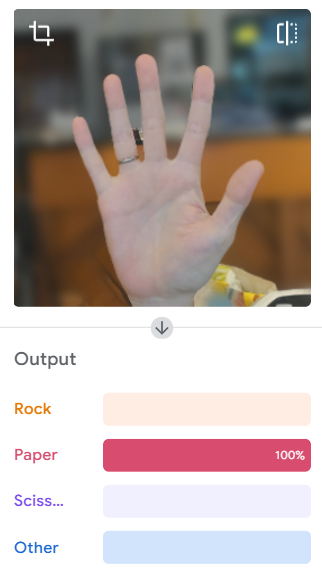 Output
Rock
Paper 100%
Sciss...
Other